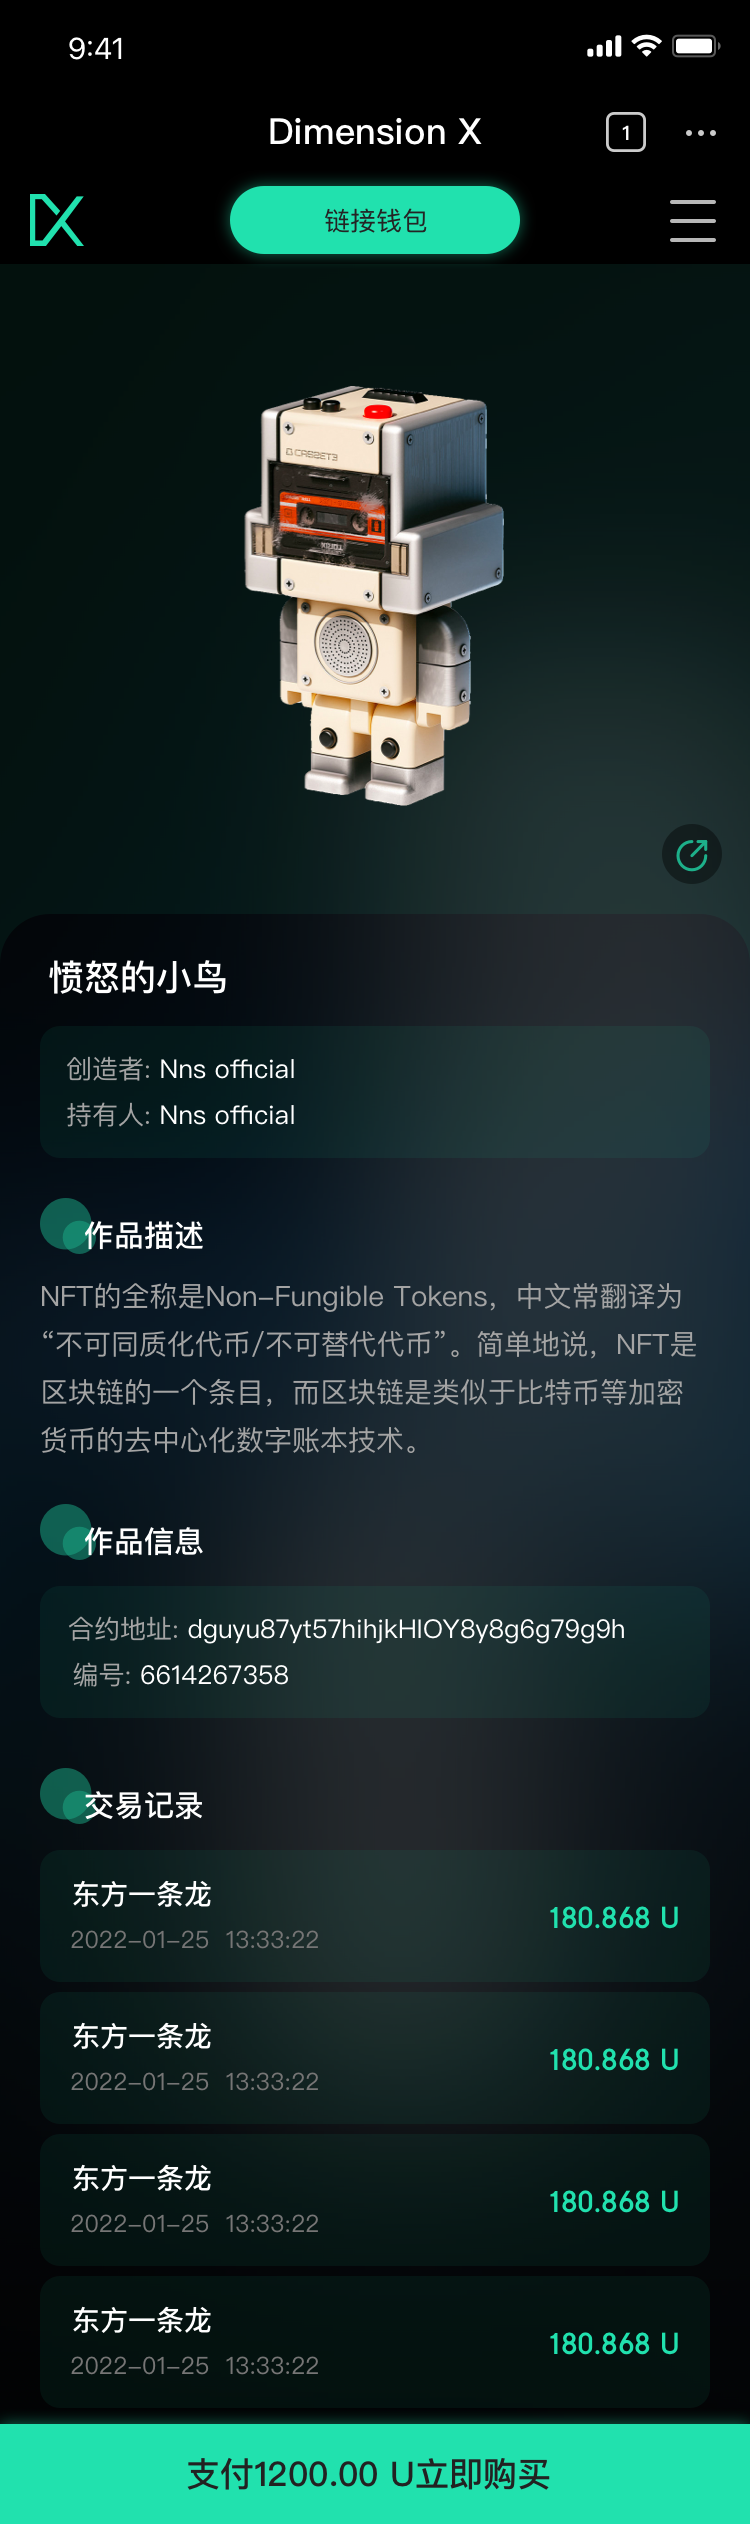 9:41
Dimension X
1
链接钱包
愤怒的小鸟
创造者: Nns official
持有人: Nns official
作品描述
NFT的全称是Non-Fungible Tokens，中文常翻译为
“不可同质化代币/不可替代代币”。简单地说，NFT是
区块链的一个条目，而区块链是类似于比特币等加密
货币的去中心化数字账本技术。
作品信息
合约地址: dguyu87yt57hihjkHIOY8y8g6g79g9h
编号: 6614267358
交易记录
东方一条龙
2022-01-25 13:33:22
180.868 U
东方一条龙
2022-01-25 13:33:22
180.868 U
东方一条龙
2022-01-25 13:33:22
180.868 U
东方一条龙
2022-01-25 13:33:22
180.868 U
支付1200.00 U立即购买